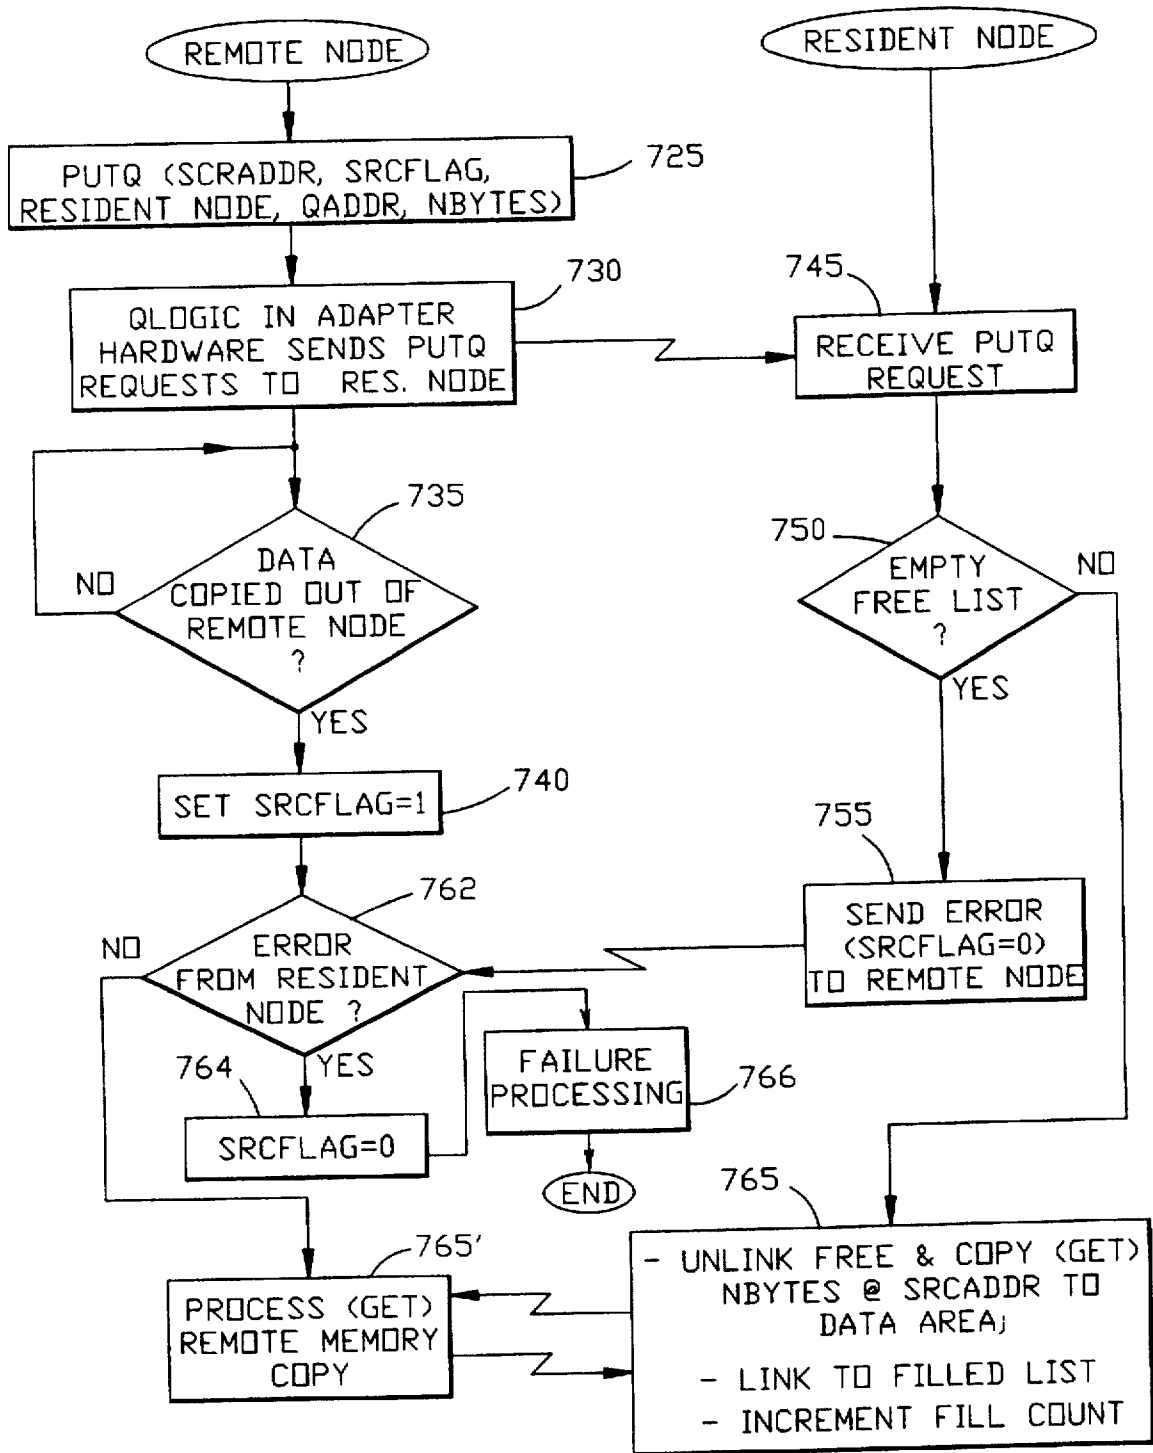 REMOTE NODE
RESIDENT NODE
PUTQ (SCRADDR, SRCFLAG,
RESIDENT NODE, QADDR, NBYTES)
725
QLOGIC IN ADAPTER
HARDWARE SENDS PUTQ
REQUESTS TO RES. NODE
730
745
RECEIVE PUTQ
REQUEST
735
DATA
COPIED OUT OF
REMOTE NODE
?
NO
YES
750
EMPTY
FREE LIST
?
NO
YES
SET SRCFLAG=1
740
755
SEND ERROR
(SRCFLAG=0)
TO REMOTE NODE
762
ERROR
FROM RESIDENT
NODE ?
NO
YES
764
SRCFLAG=0
FAILURE
PROCESSING
766
END
765
- UNLINK FREE & COPY (GET)
NBYTES @ SRCADDR TO
DATA AREA;
- LINK TO FILLED LIST
- INCREMENT FILL COUNT
765'
PROCESS (GET)
REMOTE MEMORY
COPY